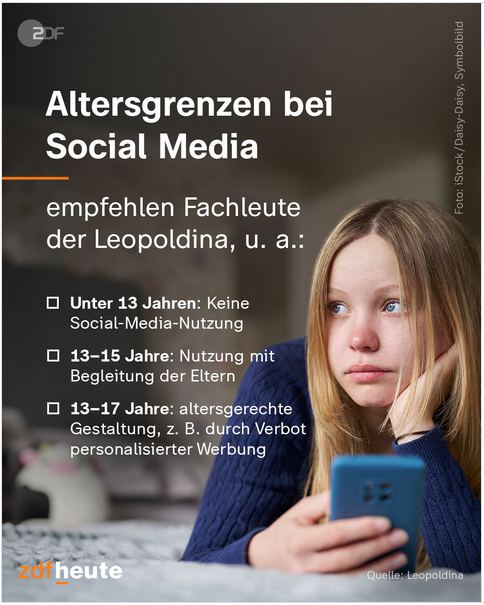 ZDF
Altersgrenzen bei
Social Media
empfehlen Fachleute
der Leopoldina, u. a.:
Unter 13 Jahren: Keine
Social-Media-Nutzung
13–15 Jahre: Nutzung mit
Begleitung der Eltern
13–17 Jahre: altersgerechte
Gestaltung, z. B. durch Verbot
personalisierter Werbung
Foto: iStock/Daisy-Daisy, Symbolbild
zdfheute
Quelle: Leopoldina